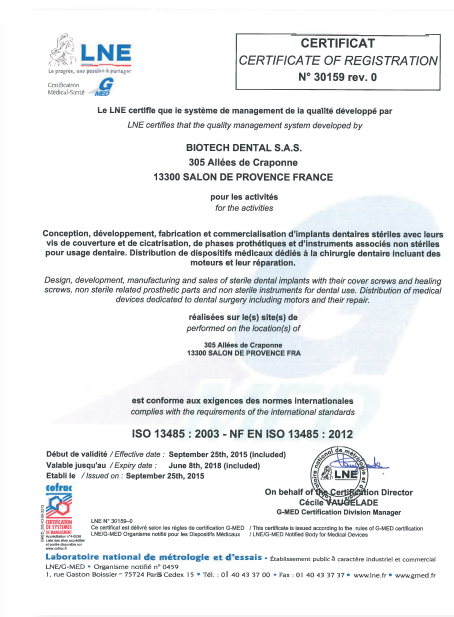 LNE
Le progrès, une passion à partager
Certification
Médical-Santé
G
MED
CERTIFICAT
CERTIFICATE OF REGISTRATION
N° 30159 rev. 0
Le LNE certifie que le système de management de la qualité développé par
LNE certifies that the quality management system developed by
BIOTECH DENTAL S.A.S.
305 Allées de Craponne
13300 SALON DE PROVENCE FRANCE
pour les activités
for the activities
Conception, développement, fabrication et commercialisation d'implants dentaires stériles avec leurs
vis de couverture et de cicatrisation, de phases prothétiques et d'instruments associés non stériles
pour usage dentaire. Distribution de dispositifs médicaux dédiés à la chirurgie dentaire incluant des
moteurs et leur réparation.
Design, development, manufacturing and sales of sterile dental implants with their cover screws and healing
screws, non sterile related prosthetic parts and non sterile instruments for dental use. Distribution of medical
devices dedicated to dental surgery including motors and their repair.
réalisées sur le(s) site(s) de
performed on the location(s) of
305 Allées de Craponne
13300 SALON DE PROVENCE FRA
est conforme aux exigences des normes internationales
complies with the requirements of the international standards
ISO 13485 : 2003 - NF EN ISO 13485 : 2012
Début de validité / Effective date : September 25th, 2015 (included)
Valable jusqu'au / Expiry date : June 8th, 2018 (included)
Etabli le / Issued on : September 25th, 2015
LNE
On behalf of the Certification Director
Cécile VAUGELADE
G-MED Certification Division Manager
cofrac
CERTIFICATION
DE SYSTEMES
DE MANAGEMENT
www.cofrac.fr
LNE N° 30159-0
Ce certificat est délivré selon les règles de certification G-MED / This certificate is issued according to the rules of G-MED certification
LNE/G-MED Organisme notifié pour les Dispositifs Médicaux / LNE/G-MED Notified Body for Medical Devices
Laboratoire national de métrologie et d'essais • Établissement public à caractère industriel et commercial
LNE/G-MED • Organisme notifié n° 0459
1, rue Gaston Boissier - 75724 Paris Cedex 15 • Tél. : 01 40 43 37 00 • Fax : 01 40 43 37 37 • www.lne.fr • www.gmed.fr